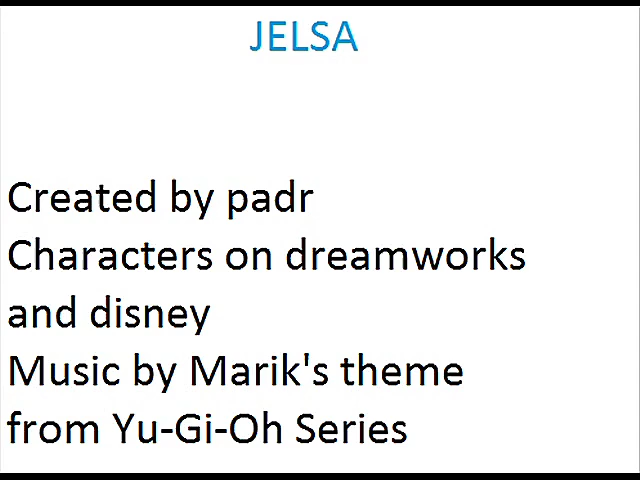 JELSA
Created by padr
Characters on dreamworks
and disney
Music by Marik's theme
from Yu-Gi-Oh Series